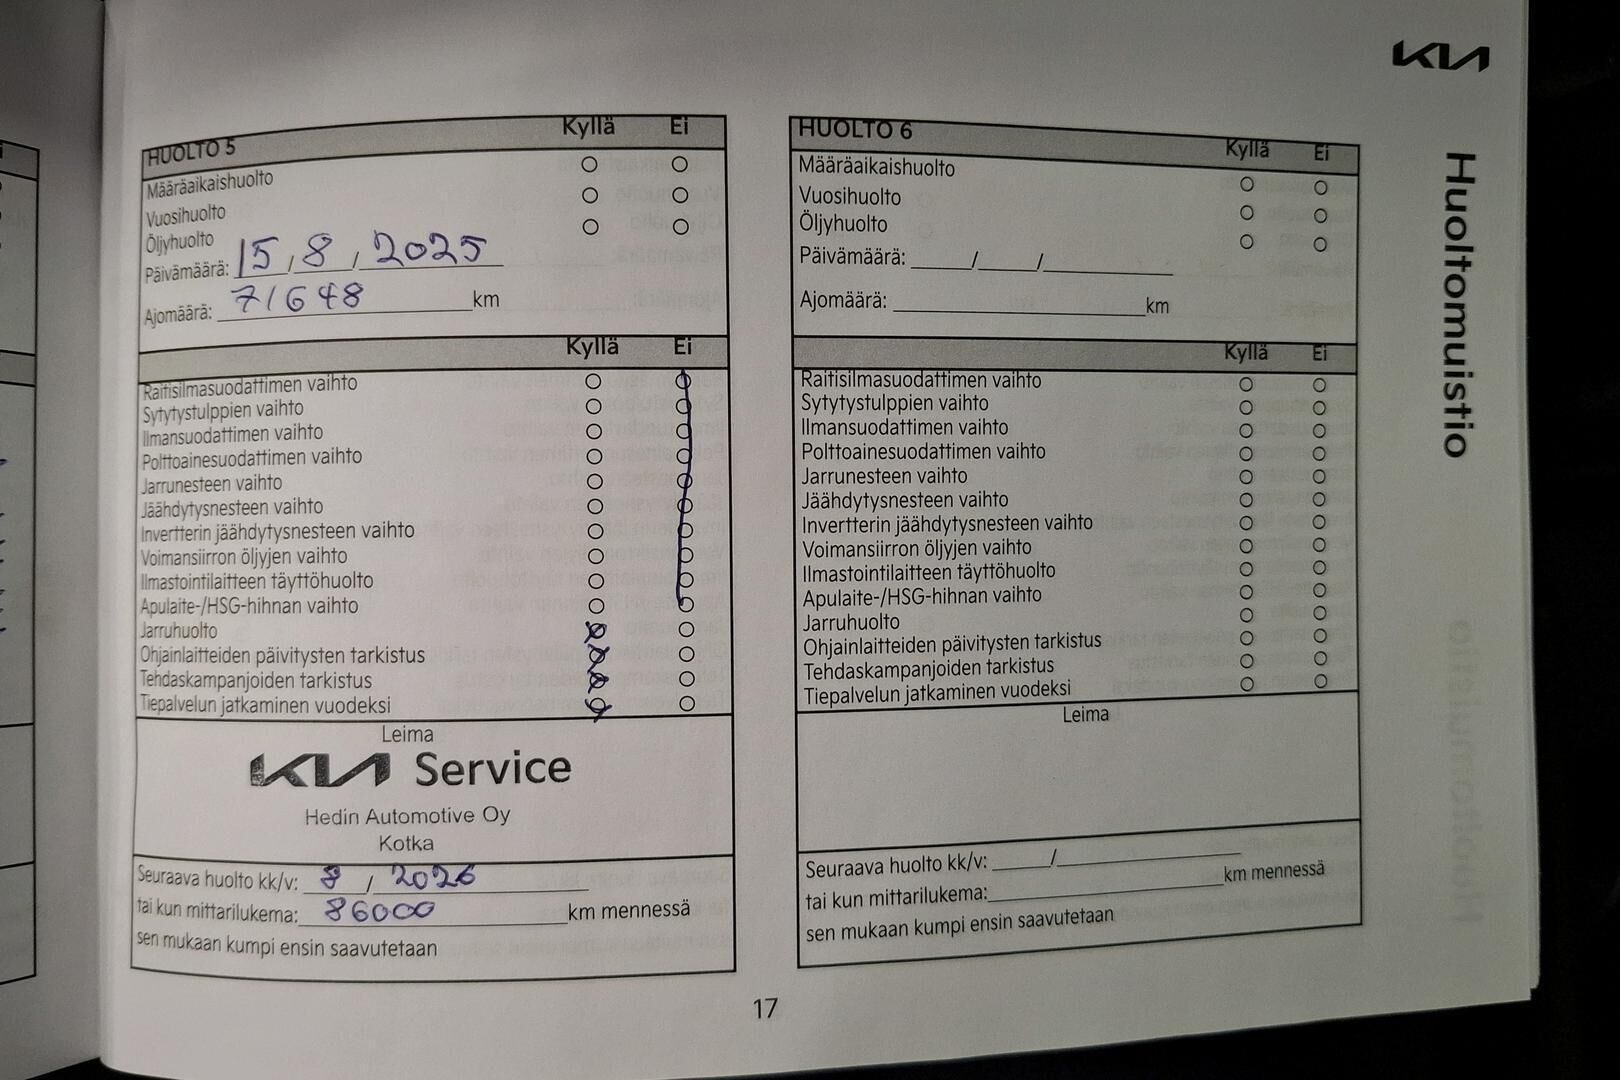 KIA
Huoltomuistio
HUOLTO 5 Kyllä Ei
Määräaikaishuolto
Vuosihuolto
Öljyhuolto
Päivämäärä: 15 / 8 / 2025
Ajomäärä: 71648 km
Kyllä Ei
Raitisilmasuodattimen vaihto
Sytytystulppien vaihto
Ilmansuodattimen vaihto
Polttoainesuodattimen vaihto
Jarrunesteen vaihto
Jäähdytysnesteen vaihto
Invertterin jäähdytysnesteen vaihto
Voimansiirron öljyjen vaihto
Ilmastointilaitteen täyttöhuolto
Apulaite-/HSG-hihnan vaihto
Jarruhuolto
Ohjainlaitteiden päivitysten tarkistus
Tehdaskampanjoiden tarkistus
Tiepalvelun jatkaminen vuodeksi
Leima
KIA Service
Hedin Automotive Oy
Kotka
Seuraava huolto kk/v: 8 / 2026
tai kun mittarilukema: 86000 km mennessä
sen mukaan kumpi ensin saavutetaan
HUOLTO 6 Kyllä Ei
Määräaikaishuolto
Vuosihuolto
Öljyhuolto
Päivämäärä: / /
Ajomäärä: km
Kyllä Ei
Raitisilmasuodattimen vaihto
Sytytystulppien vaihto
Ilmansuodattimen vaihto
Polttoainesuodattimen vaihto
Jarrunesteen vaihto
Jäähdytysnesteen vaihto
Invertterin jäähdytysnesteen vaihto
Voimansiirron öljyjen vaihto
Ilmastointilaitteen täyttöhuolto
Apulaite-/HSG-hihnan vaihto
Jarruhuolto
Ohjainlaitteiden päivitysten tarkistus
Tehdaskampanjoiden tarkistus
Tiepalvelun jatkaminen vuodeksi
Leima
Seuraava huolto kk/v: /
tai kun mittarilukema: km mennessä
sen mukaan kumpi ensin saavutetaan
17